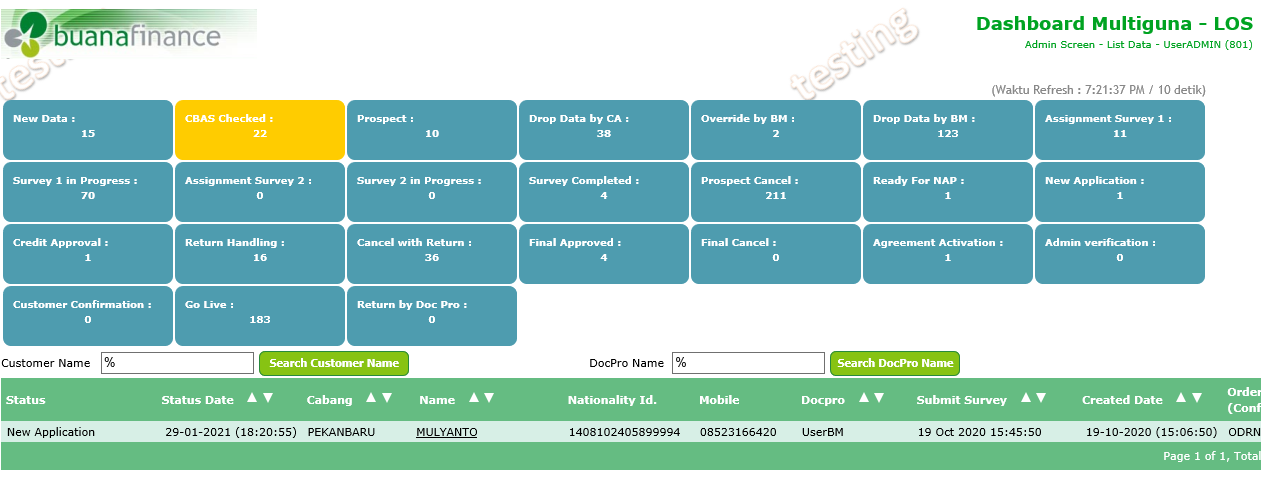 buanafinance
Dashboard Multiguna - LOS
Admin Screen - List Data - UserADMIN (801)
testing
testing
(Waktu Refresh : 7:21:37 PM / 10 detik)
New Data :
15
CBAS Checked :
22
Prospect :
10
Drop Data by CA :
38
Override by BM :
2
Drop Data by BM :
123
Assignment Survey 1 :
11
Survey 1 in Progress :
70
Assignment Survey 2 :
0
Survey 2 in Progress :
0
Survey Completed :
4
Prospect Cancel :
211
Ready For NAP :
1
New Application :
1
Credit Approval :
1
Return Handling :
16
Cancel with Return :
36
Final Approved :
4
Final Cancel :
0
Agreement Activation :
1
Admin verification :
0
Customer Confirmation :
0
Go Live :
183
Return by Doc Pro :
0
Customer Name % Search Customer Name DocPro Name % Search DocPro Name
Status Status Date Cabang Name Nationality Id. Mobile Docpro Submit Survey Created Date Order
(Conf
New Application 29-01-2021 (18:20:55) PEKANBARU MULYANTO 1408102405899994 08523166420 UserBM 19 Oct 2020 15:45:50 19-10-2020 (15:06:50) ODRN
Page 1 of 1, Total